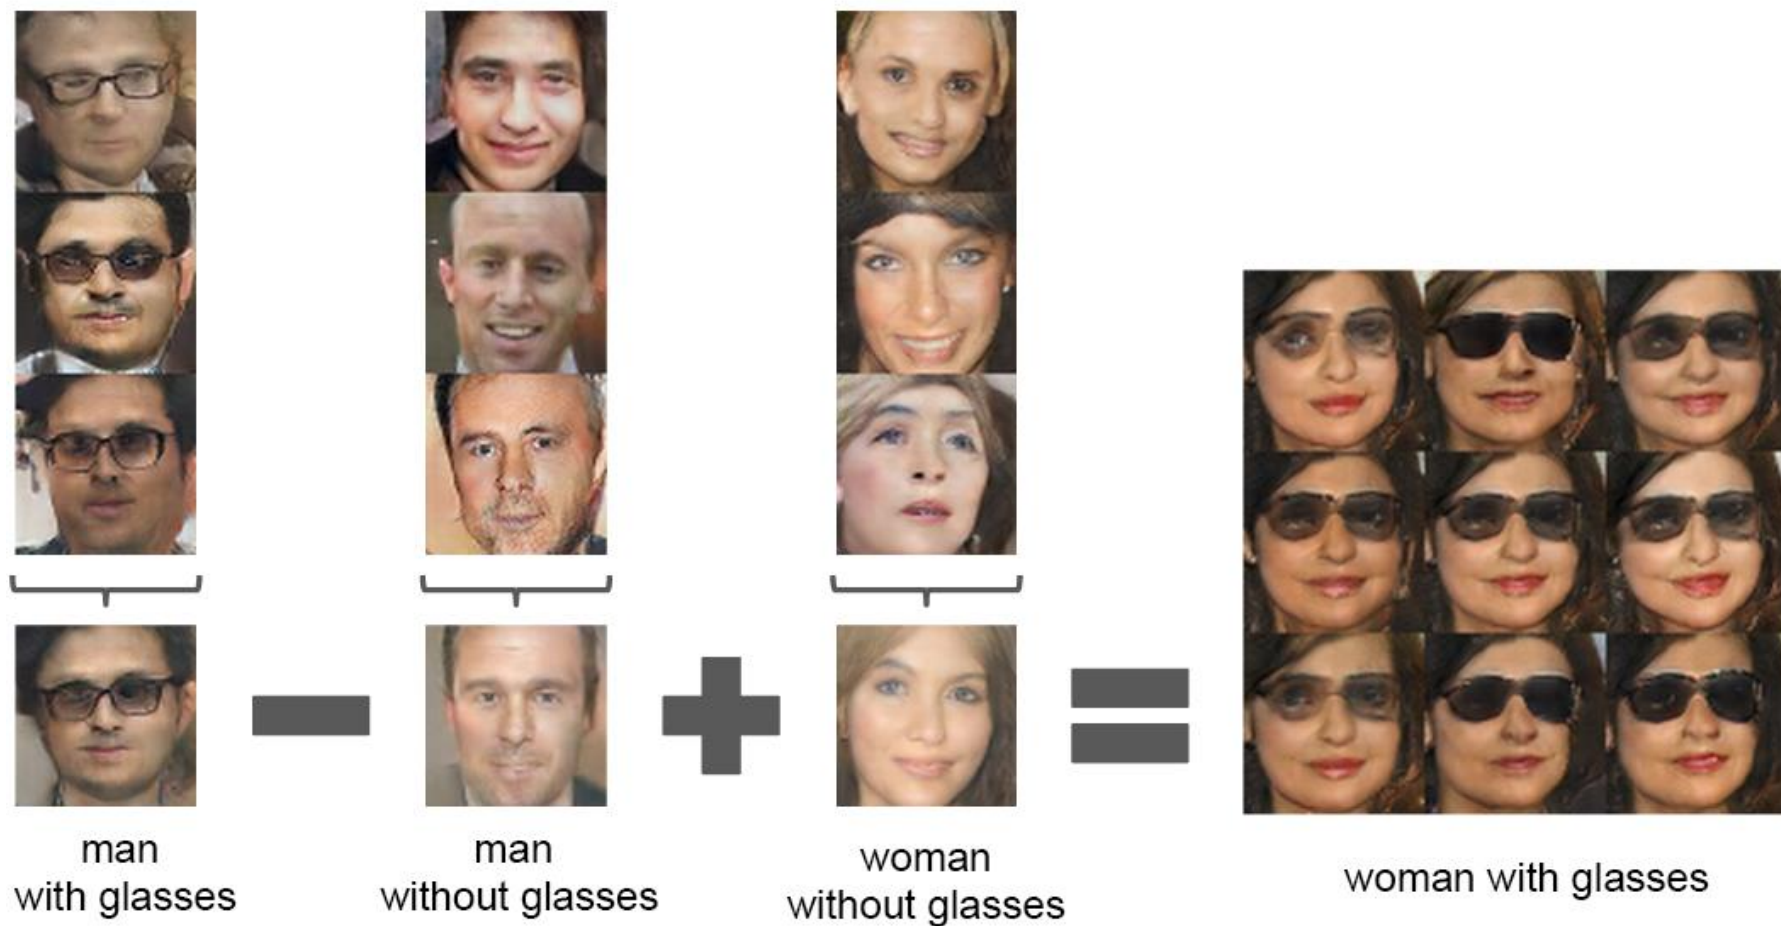 man
with glasses
man
without glasses
woman
without glasses
woman with glasses